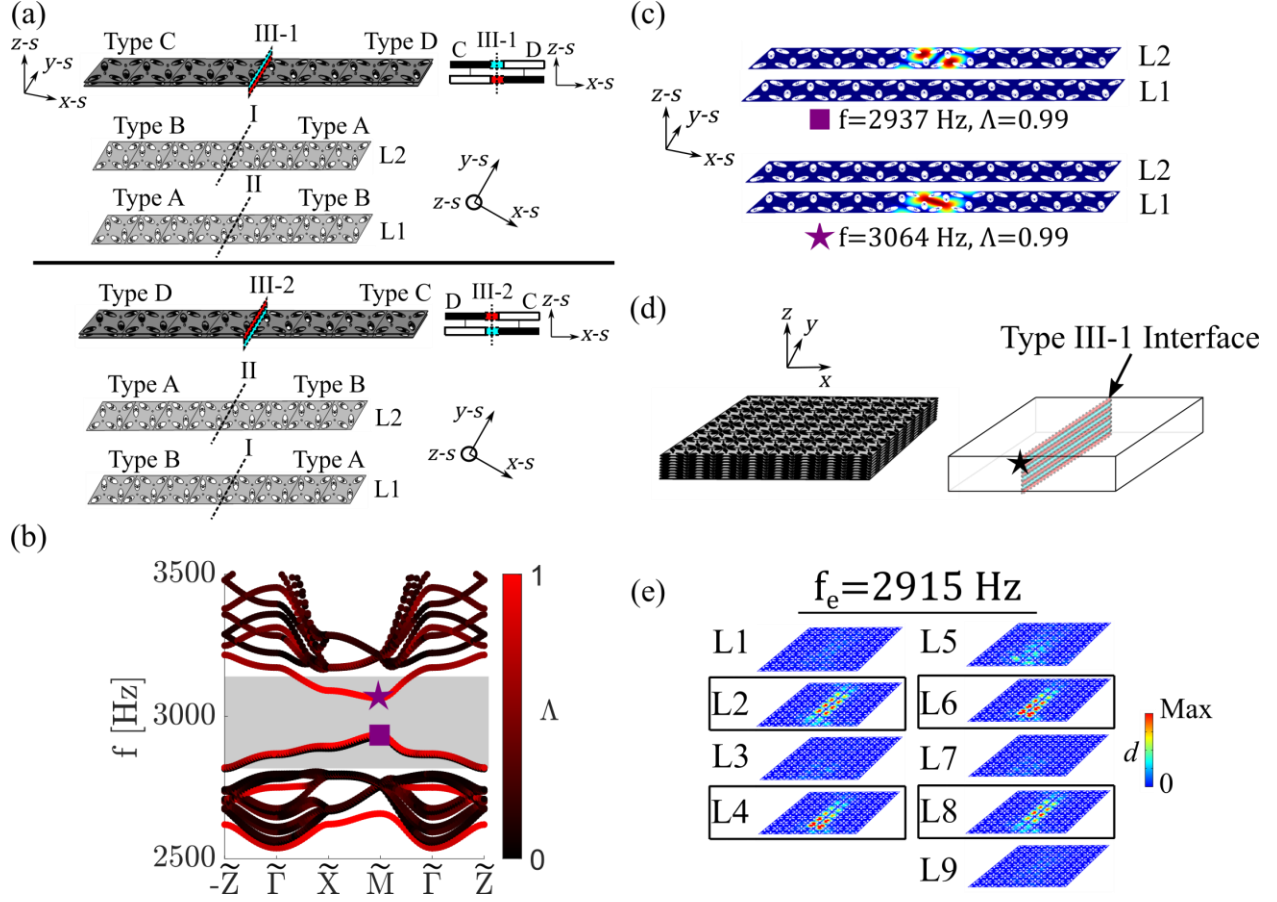 (a)
z-s
y-s
x-s
Type C
III-1
Type D
C III-1 D
z-s
x-s
I
Type B
Type A
L2
II
Type A
Type B
L1
y-s
z-s
x-s
Type D
III-2
Type C
D III-2 C
z-s
x-s
II
Type A
Type B
L2
I
Type B
Type A
L1
y-s
z-s
x-s
(b)
f [Hz]
3500
3000
2500
-Z̃ Γ̃ X̃ M̃ Γ̃ Z̃
1
Λ
0
(c)
z-s
y-s
x-s
L2
L1
f=2937 Hz, Λ=0.99
L2
L1
f=3064 Hz, Λ=0.99
(d)
z
y
x
Type III-1 Interface
(e)
fₑ=2915 Hz
L1
L2
L3
L4
L5
L6
L7
L8
L9
Max
d
0